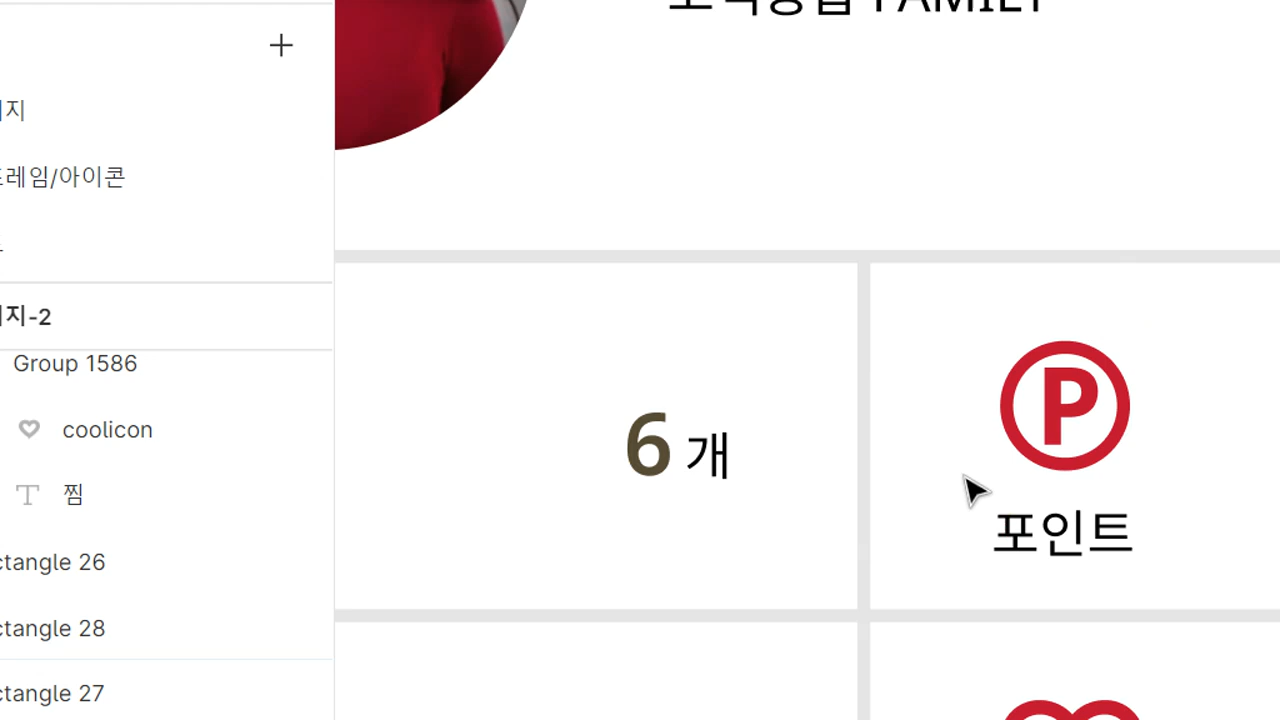 FAMILY
지
레임/아이콘
지-2
Group 1586
coolicon
6 개
P
찜
포인트
ctangle 26
ctangle 28
ctangle 27